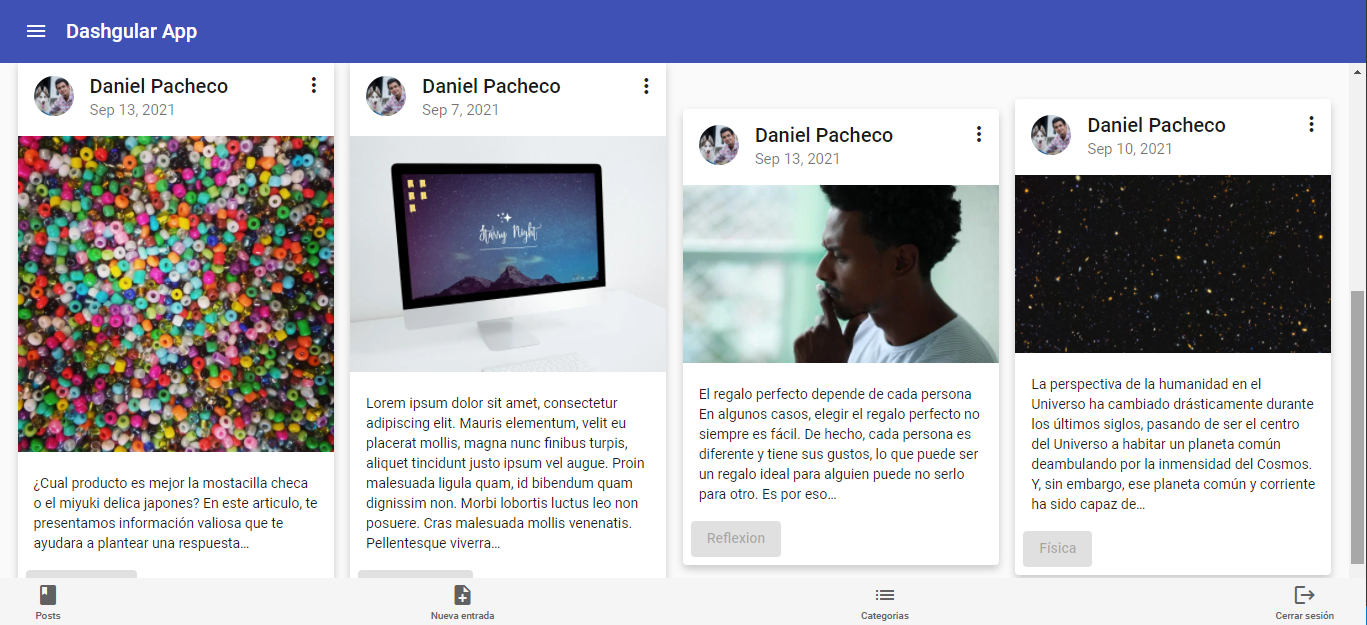 Dashgular App
Daniel Pacheco
Sep 13, 2021
¿Cual producto es mejor la mostacilla checa
o el miyuki delica japones? En este articulo, te
presentamos información valiosa que te
ayudara a plantear una respuesta...
Daniel Pacheco
Sep 7, 2021
Starry Night
Lorem ipsum dolor sit amet, consectetur
adipiscing elit. Mauris elementum, velit eu
placerat mollis, magna nunc finibus turpis,
aliquet tincidunt justo ipsum vel augue. Proin
malesuada ligula quam, id bibendum quam
dignissim non. Morbi lobortis luctus leo non
posuere. Cras malesuada mollis venenatis.
Pellentesque viverra...
Daniel Pacheco
Sep 13, 2021
El regalo perfecto depende de cada persona
En algunos casos, elegir el regalo perfecto no
siempre es fácil. De hecho, cada persona es
diferente y tiene sus gustos, lo que puede ser
un regalo ideal para alguien puede no serlo
para otro. Es por eso...
Reflexion
Daniel Pacheco
Sep 10, 2021
La perspectiva de la humanidad en el
Universo ha cambiado drásticamente durante
los últimos siglos, pasando de ser el centro
del Universo a habitar un planeta común
deambulando por la inmensidad del Cosmos.
Y, sin embargo, ese planeta común y corriente
ha sido capaz de...
Física
Posts
Nueva entrada
Categorias
Cerrar sesión